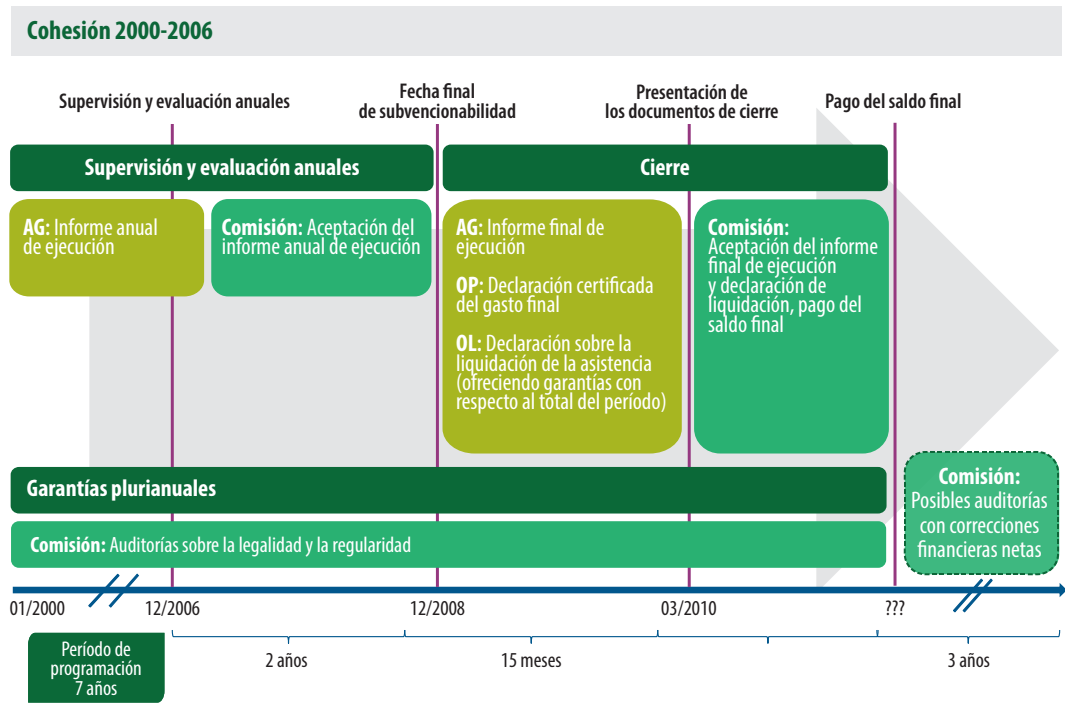 Cohesión 2000-2006
Supervisión y evaluación anuales
Fecha final
de subvencionabilidad
Presentación de
los documentos de cierre
Pago del saldo final
Supervisión y evaluación anuales
Cierre
AG: Informe anual
de ejecución
Comisión: Aceptación del
informe anual de ejecución
AG: Informe final de
ejecución
OP: Declaración certificada
del gasto final
OL: Declaración sobre la
liquidación de la asistencia
(ofreciendo garantías con
respecto al total del período)
Comisión:
Aceptación del informe
final de ejecución
y declaración de
liquidación, pago del
saldo final
Garantías plurianuales
Comisión: Auditorías sobre la legalidad y la regularidad
Comisión:
Posibles auditorías
con correcciones
financieras netas
01/2000
12/2006
12/2008
03/2010
???
Período de
programación
7 años
2 años
15 meses
3 años